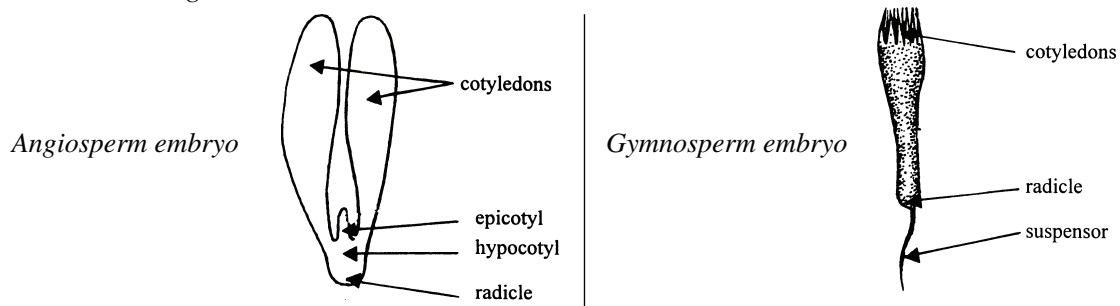 Angiosperm embryo
cotyledons
epicotyl
hypocotyl
radicle
Gymnosperm embryo
cotyledons
radicle
suspensor